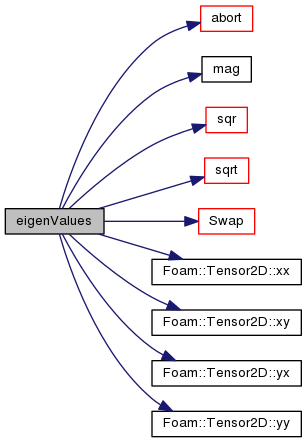 abort
mag
sqr
sqrt
eigenValues
Swap
Foam::Tensor2D::xx
Foam::Tensor2D::xy
Foam::Tensor2D::yx
Foam::Tensor2D::yy